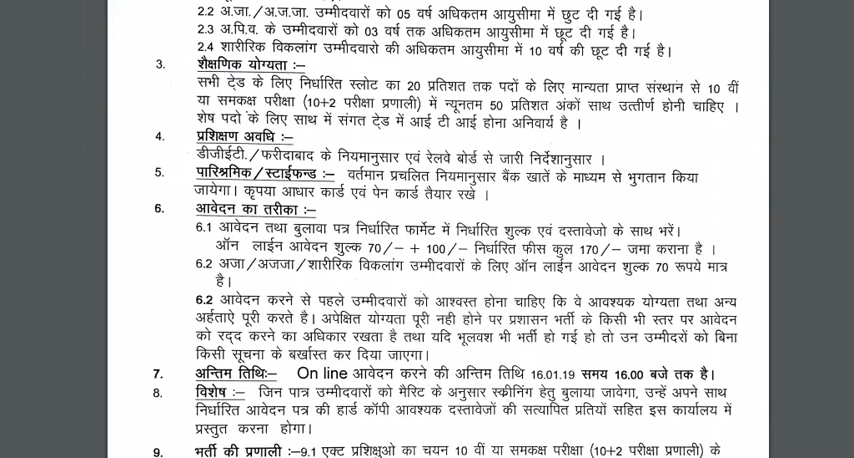 2.2 अ.जा./अ.ज.जा. उम्मीदवारों को 05 वर्ष अधिकतम आयुसीमा में छुट दी गई है।
2.3 अ.पि.व. के उम्मीदवारों को 03 वर्ष तक अधिकतम आयुसीमा में छूट दी गई है।
2.4 शारीरिक विकलांग उम्मीदवारो की अधिकतम आयुसीमा में 10 वर्ष की छूट दी गई है।
3. शैक्षणिक योग्यता :–
सभी ट्रेड के लिए निर्धारित स्लोट का 20 प्रतिशत तक पदों के लिए मान्यता प्राप्त संस्थान से 10 वीं
या समकक्ष परीक्षा (10+2 परीक्षा प्रणाली) में न्यूनतम 50 प्रतिशत अंकों साथ उत्तीर्ण होनी चाहिए ।
शेष पदो के लिए साथ में संगत ट्रेड में आई टी आई होना अनिवार्य है ।
4. प्रशिक्षण अवधि :–
डीजीईटी./फरीदाबाद के नियमानुसार एवं रेलवे बोर्ड से जारी निर्देशानुसार ।
5. पारिश्रमिक/स्टाईफन्ड :– वर्तमान प्रचलित नियमानुसार बैंक खातें के माध्यम से भुगतान किया
जायेगा। कृपया आधार कार्ड एवं पेन कार्ड तैयार रखे ।
6. आवेदन का तरीका :–
6.1 आवेदन तथा बुलावा पत्र निर्धारित फार्मेट में निर्धारित शुल्क एवं दस्तावेजो के साथ भरें।
ऑन लाईन आवेदन शुल्क 70/– + 100/– निर्धारित फीस कुल 170/– जमा कराना है ।
6.2 अजा/अजजा/शारीरिक विकलांग उम्मीदवारों के लिए ऑन लाईन आवेदन शुल्क 70 रूपये मात्र
है।
6.2 आवेदन करने से पहले उम्मीदवारों को आश्वस्त होना चाहिए कि वे आवश्यक योग्यता तथा अन्य
अर्हताऐ पूरी करते है। अपेक्षित योग्यता पूरी नही होने पर प्रशासन भर्ती के किसी भी स्तर पर आवेदन
को रद्द करने का अधिकार रखता है तथा यदि भूलवश भी भर्ती हो गई हो तो उन उम्मीदरों को बिना
किसी सूचना के बर्खास्त कर दिया जाएगा।
7. अन्तिम तिथि:– On line आवेदन करने की अन्तिम तिथि 16.01.19 समय 16.00 बजे तक है।
8. विशेष :– जिन पात्र उम्मीदवारों को मैरिट के अनुसार स्क्रीनिंग हेतु बुलाया जावेगा, उन्हें अपने साथ
निर्धारित आवेदन पत्र की हार्ड कॉपी आवश्यक दस्तावेजों की सत्यापित प्रतियों सहित इस कार्यालय में
प्रस्तुत करना होगा।
9. भर्ती की प्रणाली :–9.1 एक्ट प्रशिक्षुओ का चयन 10 वीं या समकक्ष परीक्षा (10+2 परीक्षा प्रणाली) के